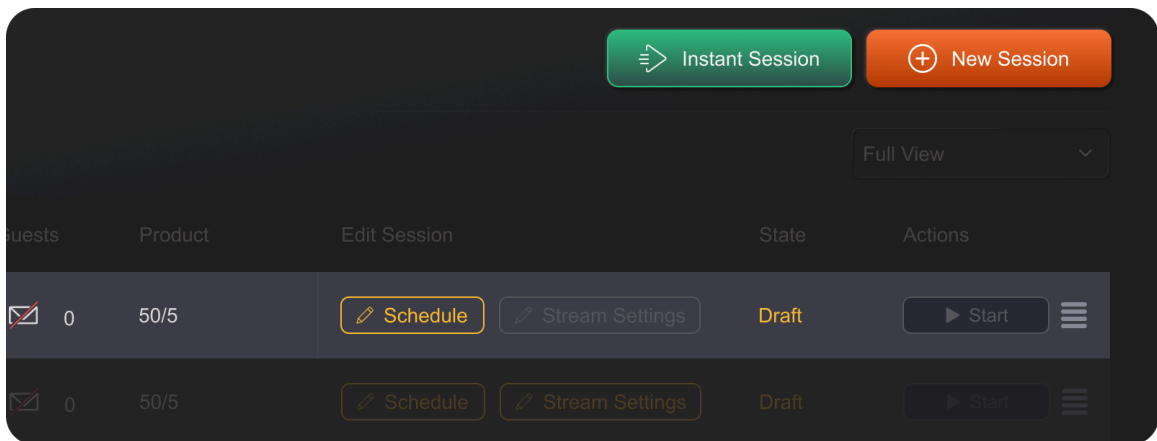 Instant Session New Session
Full View
Guests Product Edit Session State Actions
0 50/5 Schedule Stream Settings Draft Start
0 50/5 Schedule Stream Settings Draft Start